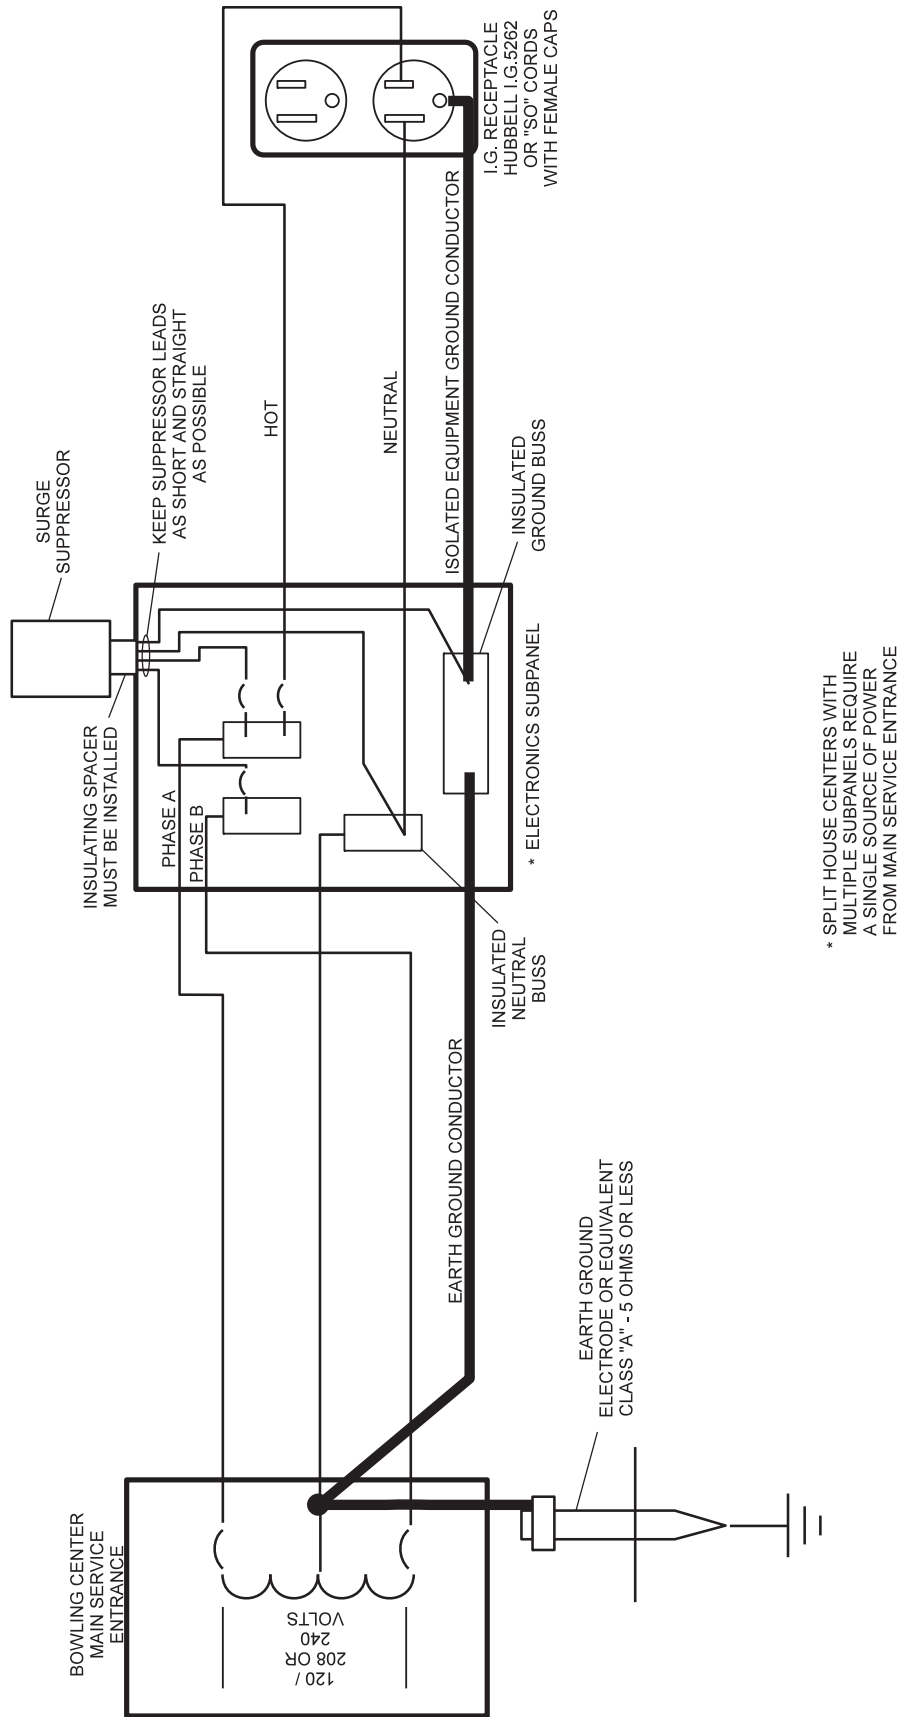 SURGE
SUPPRESSOR
KEEP SUPPRESSOR LEADS
AS SHORT AND STRAIGHT
AS POSSIBLE
INSULATING SPACER
MUST BE INSTALLED
BOWLING CENTER
MAIN SERVICE
ENTRANCE
120 /
208 OR
240
VOLTS
PHASE A
PHASE B
HOT
NEUTRAL
ISOLATED EQUIPMENT GROUND CONDUCTOR
I.G. RECEPTACLE
HUBBELL I.G.5262
OR "SO" CORDS
WITH FEMALE CAPS
INSULATED
GROUND BUSS
* ELECTRONICS SUBPANEL
INSULATED
NEUTRAL
BUSS
EARTH GROUND CONDUCTOR
EARTH GROUND
ELECTRODE OR EQUIVALENT
CLASS "A" - 5 OHMS OR LESS
* SPLIT HOUSE CENTERS WITH
MULTIPLE SUBPANELS REQUIRE
A SINGLE SOURCE OF POWER
FROM MAIN SERVICE ENTRANCE